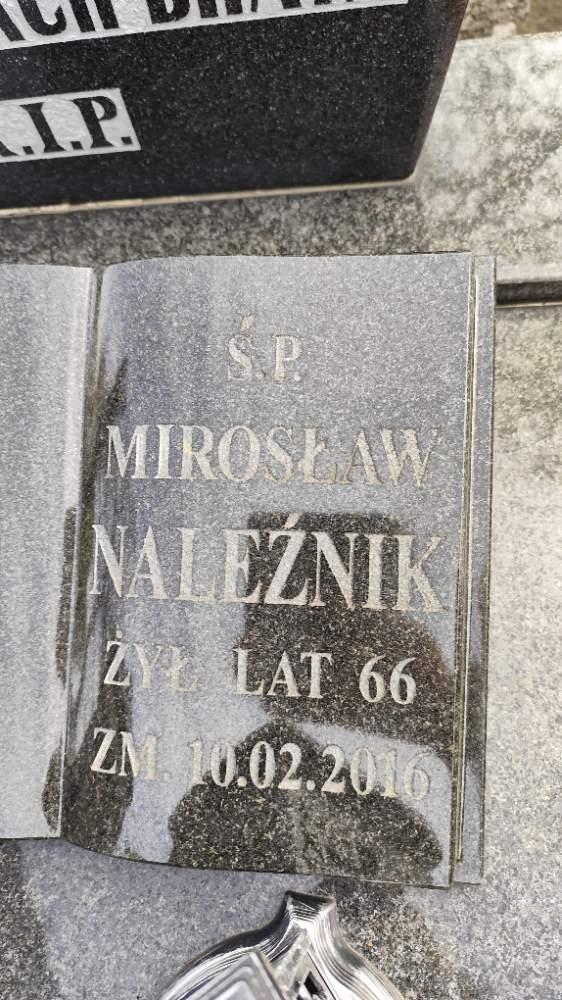 R.I.P.
Ś.P.
MIROSŁAW
NALEŹNIK
ŻYŁ LAT 66
ZM. 10.02.2016